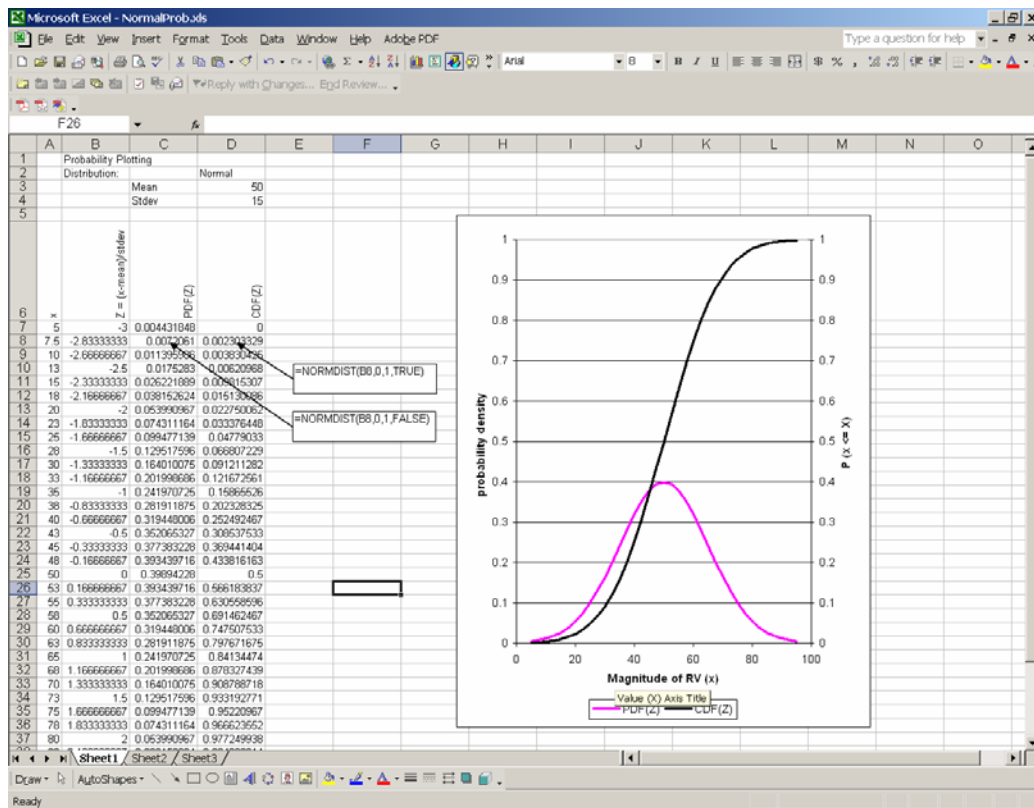 Microsoft Excel - NormalProb.xls
File Edit View Insert Format Tools Data Window Help Adobe PDF
Type a question for help
Arial 8 B I U $ % ,
Reply with Changes... End Review...
F26 fx
A B C D E F G H I J K L M N O
1 Probability Plotting
2 Distribution: Normal
3 Mean 50
4 Stdev 15
5
6 x Z = (x-mean)/stdev PDF(Z) CDF(Z)
7 5 -3 0.004431848 0
8 7.5 -2.83333333 0.0072061 0.002303329
9 10 -2.66666667 0.003830425
10 13 -2.5 0.0175283 0.00620968
11 15 -2.33333333 0.026221889 0.009815307
12 18 -2.16666667 0.038152624
13 20 -2 0.053990967 0.022750062
14 23 -1.83333333 0.074311164 0.033376448
15 25 -1.66666667 0.099477139 0.04779033
16 28 -1.5 0.129517596 0.066807229
17 30 -1.33333333 0.164010075 0.091211282
18 33 -1.16666667 0.201998686 0.121672561
19 35 -1 0.241970725 0.15865526
20 38 -0.83333333 0.281911875 0.202328325
21 40 -0.66666667 0.319448006 0.252492467
22 43 -0.5 0.352065327 0.308537533
23 45 -0.33333333 0.377383228 0.369441404
24 48 -0.16666667 0.393439716 0.433816163
25 50 0 0.39894228 0.5
26 53 0.166666667 0.393439716 0.566183837
27 55 0.333333333 0.377383228 0.630558596
28 58 0.5 0.352065327 0.691462467
29 60 0.666666667 0.319448006 0.747507533
30 63 0.833333333 0.281911875 0.797671675
31 65 1 0.241970725 0.84134474
32 68 1.166666667 0.201998686 0.878327439
33 70 1.333333333 0.164010075 0.908788718
34 73 1.5 0.129517596 0.933192771
35 75 1.666666667 0.099477139 0.95220967
36 78 1.833333333 0.074311164 0.966623552
37 80 2 0.053990967 0.977249938
=NORMDIST(B8,0,1,TRUE)
=NORMDIST(B8,0,1,FALSE)
probability density
1
0.9
0.8
0.7
0.6
0.5
0.4
0.3
0.2
0.1
0
1
0.9
0.8
0.7
0.6
0.5
0.4
0.3
0.2
0.1
0
P (x <= X)
0 20 40 60 80 100
Magnitude of RV (x)
Value (X) Axis Title
PDF(Z) CDF(Z)
Sheet1 Sheet2 Sheet3
Draw AutoShapes
Ready